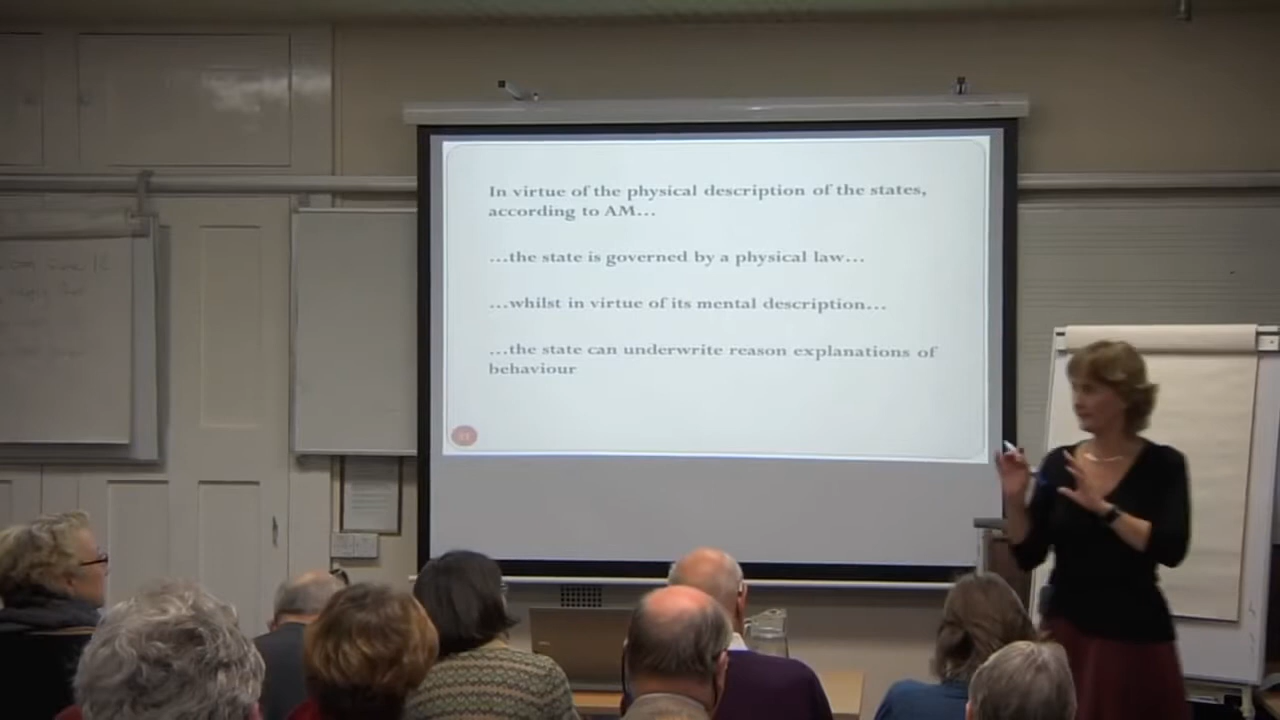 In virtue of the physical description of the states,
according to AM...
...the state is governed by a physical law...
...whilst in virtue of its mental description...
...the state can underwrite reason explanations of
behaviour